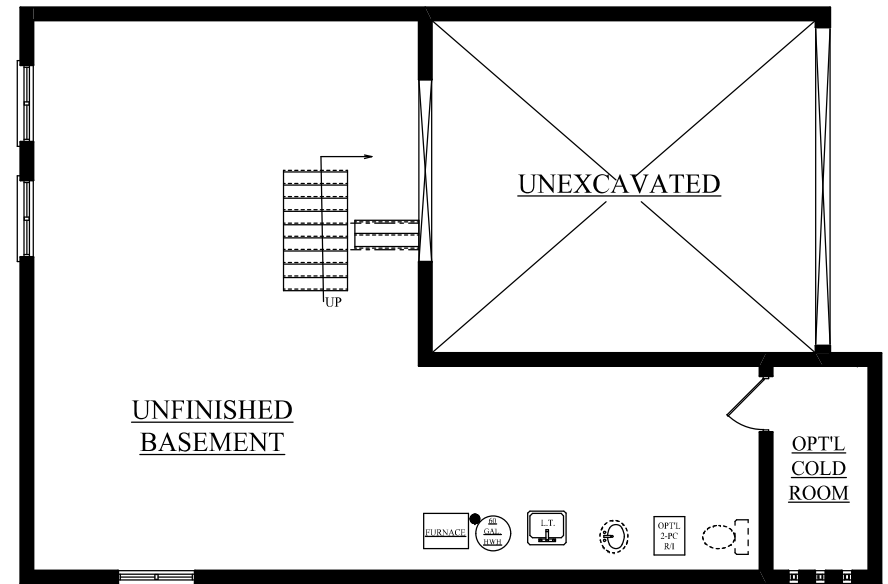 UNEXCAVATED
UP
UNFINISHED
BASEMENT
OPT'L
COLD
ROOM
FURNACE
60
GAL.
HWH
L.T.
OPT'L
2-PC
R/I